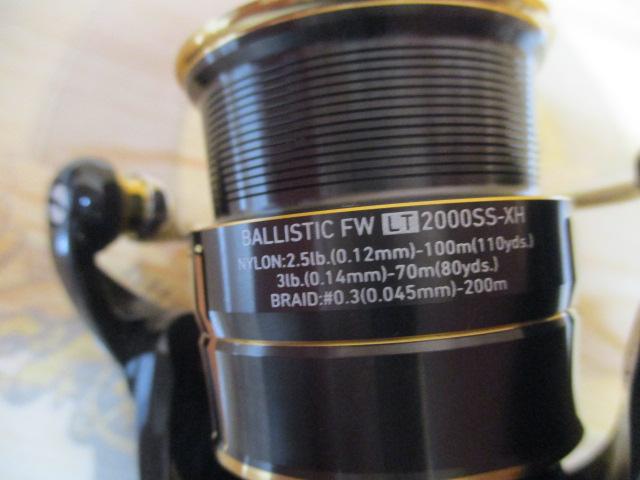 BALLISTIC FW LT 2000SS-XH
NYLON:2.5lb.(0.12mm)-100m(110yds.)
3lb.(0.14mm)-70m(80yds.)
BRAID:#0.3(0.045mm)-200m